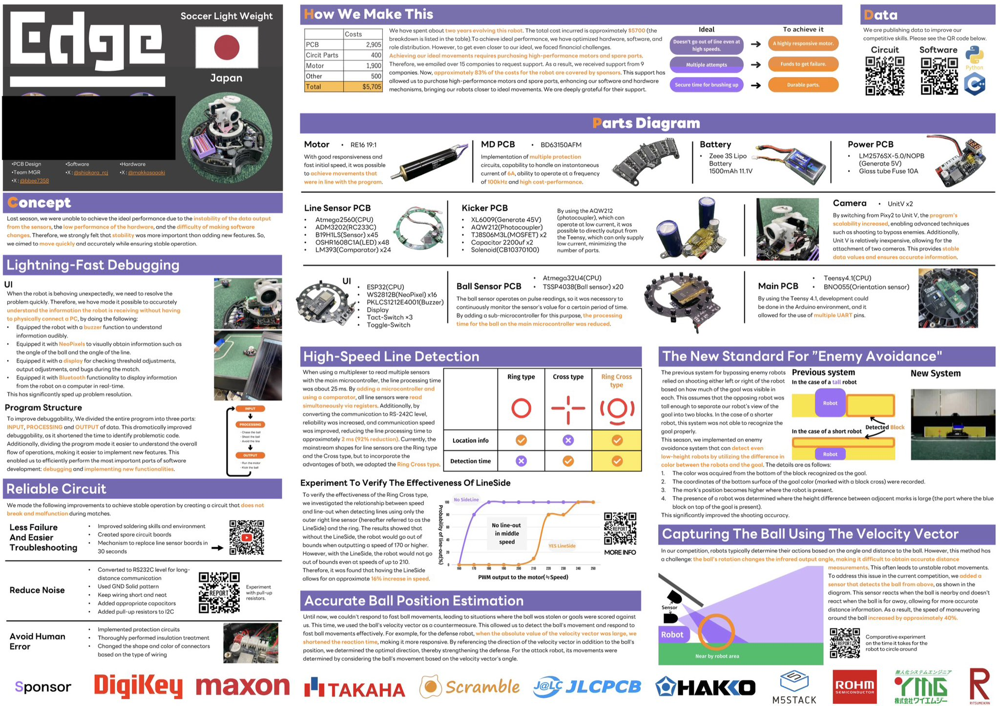 Edge
Soccer Light Weight
Japan
•PCB Design
•Team MGR
•X : @bbee7358
•Software
•X : @shiokara_rcj
•Hardware
•X : @makkasaaoki
Concept
Last season, we were unable to achieve the ideal performance due to the instability of the data output
from the sensors, the low performance of the hardware, and the difficulty of making software
changes. Therefore, we strongly felt that stability was more important than adding new features. So,
we aimed to move quickly and accurately while ensuring stable operation.
Lightning-Fast Debugging
UI
When the robot is behaving unexpectedly, we need to resolve the
problem quickly. Therefore, we have made it possible to accurately
understand the information the robot is receiving without having
to physically connect a PC, by doing the following:
• Equipped the robot with a buzzer function to understand
information audibly.
• Equipped it with NeoPixels to visually obtain information such as
the angle of the ball and the angle of the line.
• Equipped it with a display for checking threshold adjustments,
output adjustments, and bugs during the match.
• Equipped it with Bluetooth functionality to display information
from the robot on a computer in real-time.
This has significantly sped up problem resolution.
Program Structure
To improve debuggability, We divided the entire program into three parts:
INPUT, PROCESSING and OUTPUT of data. This dramatically improved
debuggability, as it shortened the time to identify problematic code.
Additionally, dividing the program made it easier to understand the overall
flow of operations, making it easier to implement new features. This
enabled us to efficiently perform the most important parts of software
development: debugging and implementing new functionalities.
INPUT
PROCESSING
- Chase the ball
- Shoot the ball
- Avoid the line
OUTPUT
- Run the motor
- Kick the ball
Reliable Circuit
We made the following improvements to achieve stable operation by creating a circuit that does not
break and malfunction during matches.
Less Failure
And Easier
Troubleshooting
• Improved soldering skills and environment
• Created spare circuit boards
• Mechanism to replace line sensor boards in
30 seconds
Reduce Noise
• Converted to RS232C level for long-
distance communication
• Used GND Solid pattern
• Keep wiring short and neat
• Added appropriate capacitors
• Added pull-up resistors to I2C
REPORT
Experiment
with pull-up
resistors.
Avoid Human
Error
• Implemented protection circuits
• Thoroughly performed insulation treatment
• Changed the shape and color of connectors
based on the type of wiring
How We Make This
Costs
PCB 2,905
Circit Parts 400
Motor 1,900
Other 500
Total $5,705
We have spent about two years evolving this robot. The total cost incurred is approximately $5700 (the
breakdown is listed in the table).To achieve ideal performance, we have optimized hardware, software, and
role distribution. However, to get even closer to our ideal, we faced financial challenges.
Achieving our ideal movements requires purchasing high-performance motors and spare parts.
Therefore, we emailed over 15 companies to request support. As a result, we received support from 9
companies. Now, approximately 83% of the costs for the robot are covered by sponsors. This support has
allowed us to purchase high-performance motors and spare parts, enhancing our software and hardware
mechanisms, bringing our robots closer to ideal movements. We are deeply grateful for their support.
Ideal
To achieve it
Doesn't go out of line even at
high speeds.
A highly responsive motor.
Multiple attempts
Funds to get failure.
Secure time for brushing up
Durable parts.
Data
We are publishing data to improve our
competitive skills. Please see the QR code below.
Circuit
Software
Python
C++
Parts Diagram
Motor • RE16 19:1
With good responsiveness and
fast initial speed, it was possible
to achieve movements that
were in line with the program.
MD PCB • BD63150AFM
Implementation of multiple protection
circuits, capability to handle an instantaneous
current of 6A, ability to operate at a frequency
of 100kHz and high cost-performance.
Battery
• Zeee 3S Lipo
Battery
1500mAh 11.1V
Power PCB
• LM2576SX-5.0/NOPB
(Generate 5V)
• Glass tube Fuse 10A
Line Sensor PCB
• Atmega2560(CPU)
• ADM3202(RC233C)
• B19H1LS(Sensor) x45
• OSHR1608C1A(LED) x48
• LM393(Comparator) x24
Kicker PCB
• XL6009(Generate 45V)
• AQW212(Photocoupler)
• TJ8S06M3L(MOSFET) x2
• Capacitor 2200uf x2
• Solenoid(CB10370100)
By using the AQW212
(photocoupler), which can
operate at low current, it was
possible to directly output from
the Teensy, which can only supply
low current, minimizing the
number of parts.
Camera • UnitV x2
By switching from Pixy2 to Unit V, the program's
scalability increased, enabling advanced techniques
such as shooting to bypass enemies. Additionally,
Unit V is relatively inexpensive, allowing for the
attachment of two cameras. This provides stable
data values and ensures accurate information.
UI
• ESP32(CPU)
• WS2812B(NeoPixel) x16
• PKLCS1212E4001(Buzzer)
• Display
• Tact-Switch ×3
• Toggle-Switch
Ball Sensor PCB
• Atmega32U4(CPU)
• TSSP4038(Ball sensor) x20
The ball sensor operates on pulse readings, so it was necessary to
continuously monitor the sensor's value for a certain period of time.
By adding a sub-microcontroller for this purpose, the processing
time for the ball on the main microcontroller was reduced.
Main PCB
• Teensy4.1(CPU)
• BNO055(Orientation sensor)
By using the Teensy 4.1, development could
be done in the Arduino environment, and it
allowed for the use of multiple UART pins.
High-Speed Line Detection
When using a multiplexer to read multiple sensors
with the main microcontroller, the line processing time
was about 25 ms. By adding a microcontroller and
using a comparator, all line sensors were read
simultaneously via registers. Additionally, by
converting the communication to RS-242C level,
reliability was increased, and communication speed
was improved, reducing the line processing time to
approximately 2 ms (92% reduction). Currently, the
mainstream shapes for line sensors are the Ring type
and the Cross type, but to incorporate the
advantages of both, we adopted the Ring Cross type.
Ring type
Cross type
Ring Cross
type
Location info
Detection time
Experiment To Verify The Effectiveness Of LineSide
To verify the effectiveness of the Ring Cross type,
we investigated the relationship between speed
and line-out when detecting lines using only the
outer right line sensor (hereafter referred to as the
LineSide) and the ring. The results showed that
without the LineSide, the robot would go out of
bounds when outputting a speed of 170 or higher.
However, with the LineSide, the robot would not go
out of bounds even at speeds of up to 210.
Therefore, it was found that having the LineSide
allows for an approximate 16% increase in speed.
Probability of line-out(%)
100
80
60
40
20
0
No SideLine
No line-out
in middle
speed
YES LineSide
160 170 180 190 200 210 220 230 240 250
PWM output to the motor(≒Speed)
REPORT
MORE INFO
Accurate Ball Position Estimation
Until now, we couldn't respond to fast ball movements, leading to situations where the ball was stolen or goals were scored against
us. This time, we used the ball's velocity vector as a countermeasure. This allowed us to detect the ball's movement and respond to
fast ball movements effectively. For example, for the defense robot, when the absolute value of the velocity vector was large, we
shortened the reaction time, making it more responsive. By referencing the direction of the velocity vector in addition to the ball's
position, we determined the optimal direction, thereby strengthening the defense. For the attack robot, its movements were
determined by considering the ball's movement based on the velocity vector's angle.
The New Standard For "Enemy Avoidance"
The previous system for bypassing enemy robots
relied on shooting either left or right of the robot
based on how much of the goal was visible in
each. This assumes that the opposing robot was
tall enough to separate our robot's view of the
goal into two blocks. In the case of a shorter
robot, this system was not able to recognize the
goal properly.
This season, we implemented an enemy
avoidance system that can detect even
low-height robots by utilizing the difference in
color between the robots and the goal. The details are as follows:
1. The color was acquired from the bottom of the block recognized as the goal.
2. The coordinates of the bottom surface of the goal color (marked with a black cross) were recorded.
3. The mark's position becomes higher where the robot is present.
4. The presence of a robot was determined where the height difference between adjacent marks is large (the part where the blue
block on top of the goal is present).
This significantly improved the shooting accuracy.
Previous system
In the case of a tall robot
Robot
Detected Block
In the case of a short robot
Robot
New System
Capturing The Ball Using The Velocity Vector
In our competition, robots typically determine their actions based on the angle and distance to the ball. However, this method has
a challenge: the ball's rotation changes the infrared output angle, making it difficult to obtain accurate distance
measurements. This often leads to unstable robot movements.
To address this issue in the current competition, we added a
sensor that detects the ball from above, as shown in the
diagram. This sensor reacts when the ball is nearby and doesn't
react when the ball is far away, allowing for more accurate
distance information. As a result, the speed of maneuvering
around the ball increased by approximately 40%.
Sensor
Robot
Near by robot area
REPORT
Comparative experiment
on the time it takes for the
robot to circle around
Sponsor
DigiKey
maxon
TAKAHA
Scramble
J@LC JLCPCB
HAKKO
M5STACK
ROHM
SEMICONDUCTOR
無人化システムエンジニア
YMG
株式会社ワイエムジー
R
RITSUMEIKAN